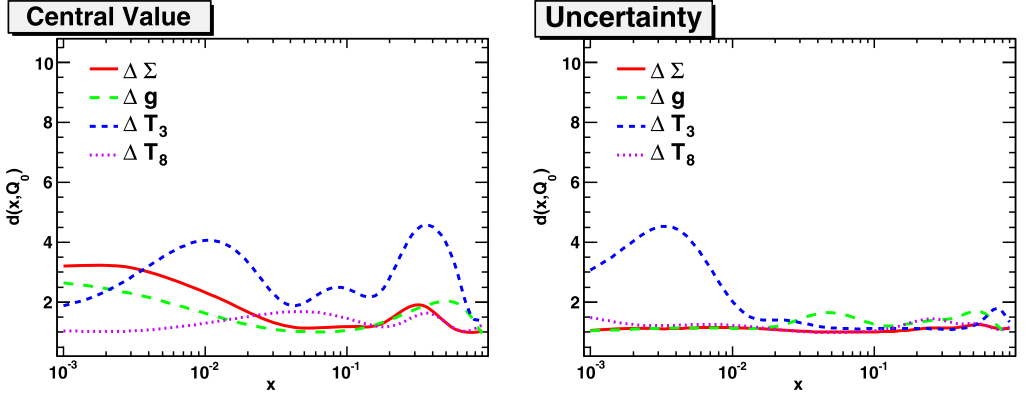 Central Value
10
8
6
4
2
d(x,Q₀)
Δ Σ
Δ g
Δ T₃
Δ T₈
10⁻³
10⁻²
10⁻¹
x
Uncertainty
10
8
6
4
2
d(x,Q₀)
Δ Σ
Δ g
Δ T₃
Δ T₈
10⁻³
10⁻²
10⁻¹
x